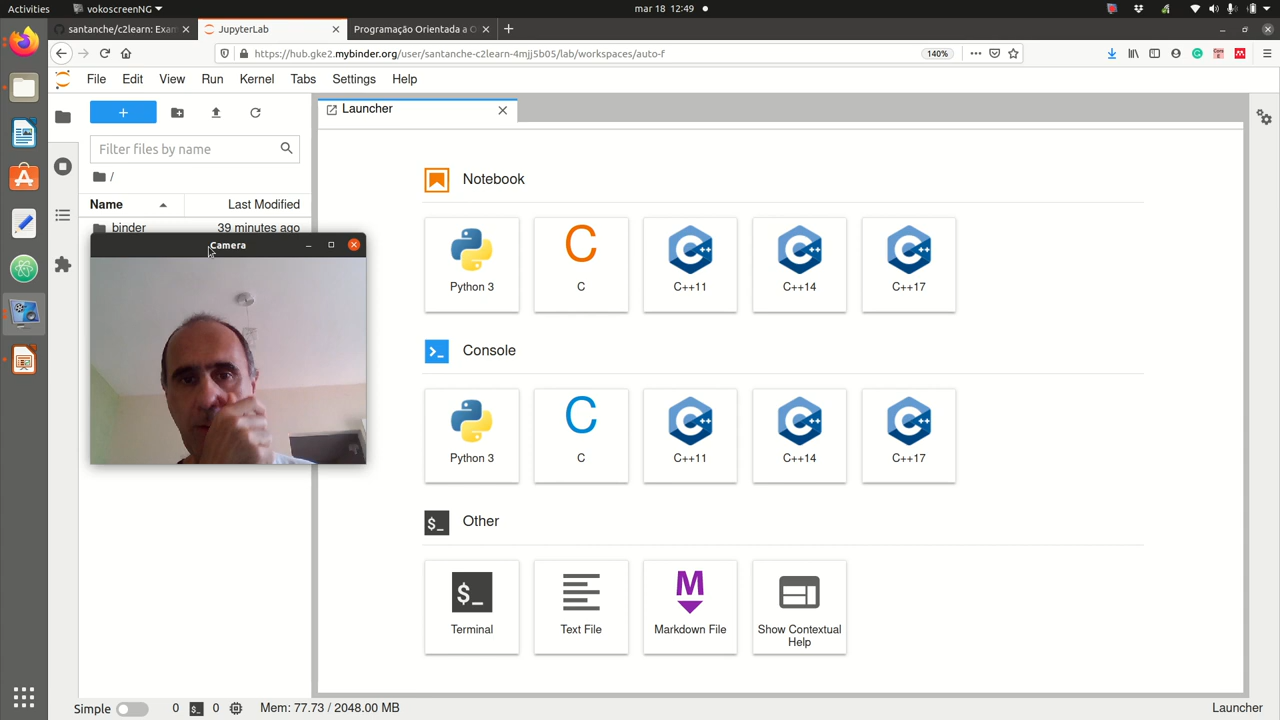 Activities vokoscreenNG mar 18 12:49
santanche/c2learn: Exam JupyterLab Programação Orientada a O
https://hub.gke2.mybinder.org/user/santanche-c2learn-4mjj5b05/lab/workspaces/auto-f 140%
File Edit View Run Kernel Tabs Settings Help
+ Launcher
Filter files by name
/
Name Last Modified
binder 39 minutes ago
Camera
Notebook
Python 3 C C++11 C++14 C++17
Console
Python 3 C C++11 C++14 C++17
Other
$_ Terminal Text File Markdown File Show Contextual
Help
Simple 0 $_ 0 Mem: 77.73 / 2048.00 MB Launcher